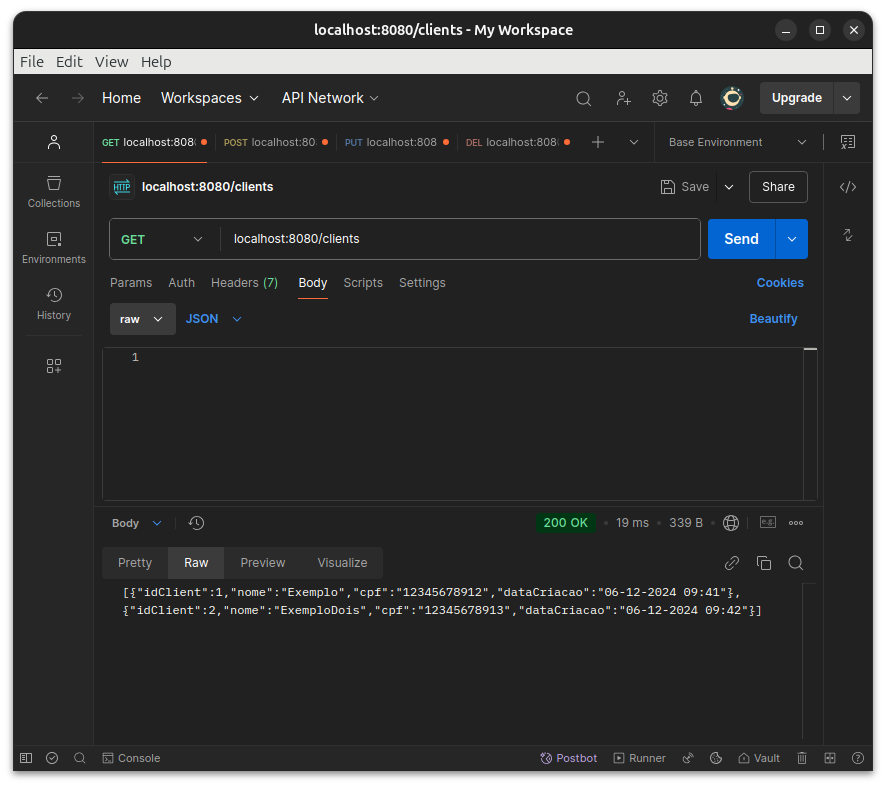 localhost:8080/clients - My Workspace
File Edit View Help
Home Workspaces API Network Upgrade
GET localhost:808 POST localhost:80 PUT localhost:808 DEL localhost:808 Base Environment
HTTP localhost:8080/clients Save Share
Collections
Environments
History
GET localhost:8080/clients Send
Params Auth Headers (7) Body Scripts Settings Cookies
raw JSON Beautify
1
Body 200 OK 19 ms 339 B e.g.
Pretty Raw Preview Visualize
[{"idClient":1,"nome":"Exemplo","cpf":"12345678912","dataCriacao":"06-12-2024 09:41"},
{"idClient":2,"nome":"ExemploDois","cpf":"12345678913","dataCriacao":"06-12-2024 09:42"}]
Console Postbot Runner Vault